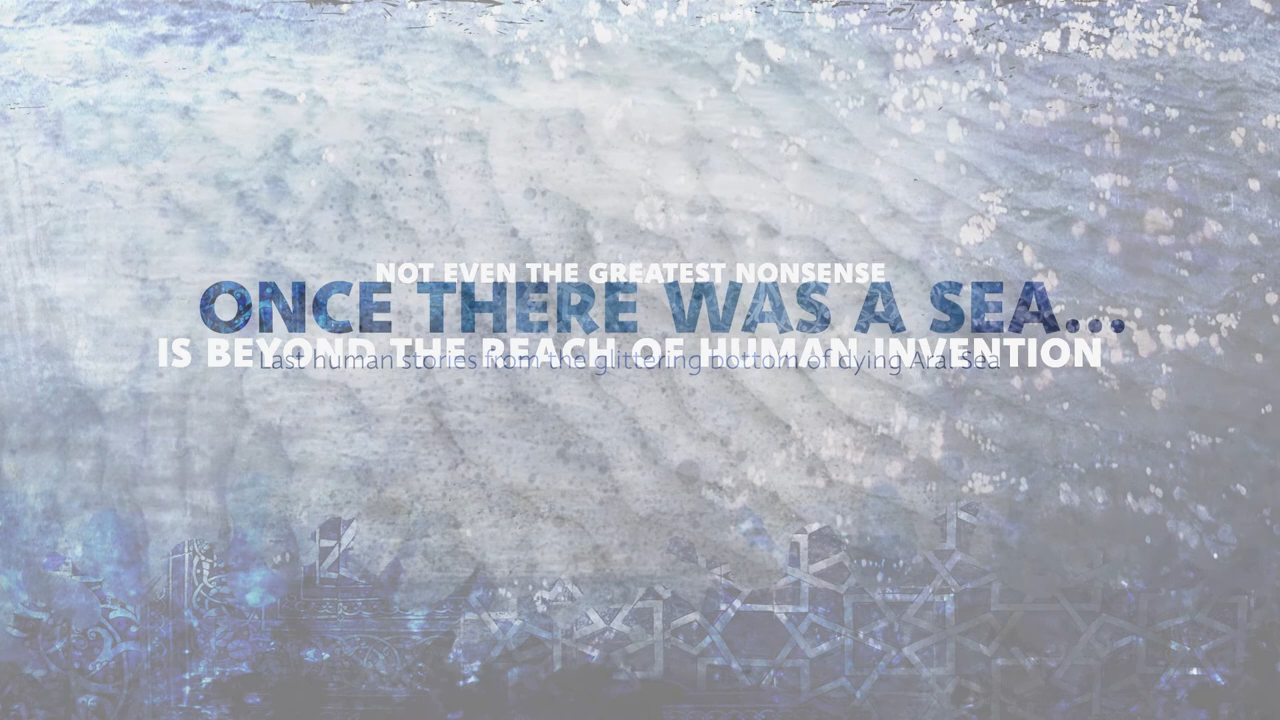 NOT EVEN THE GREATEST NONSENSE
ONCE THERE WAS A SEA...
IS BEYOND THE REACH OF HUMAN INVENTION
Last human stories from the glittering bottom of dying Aral Sea